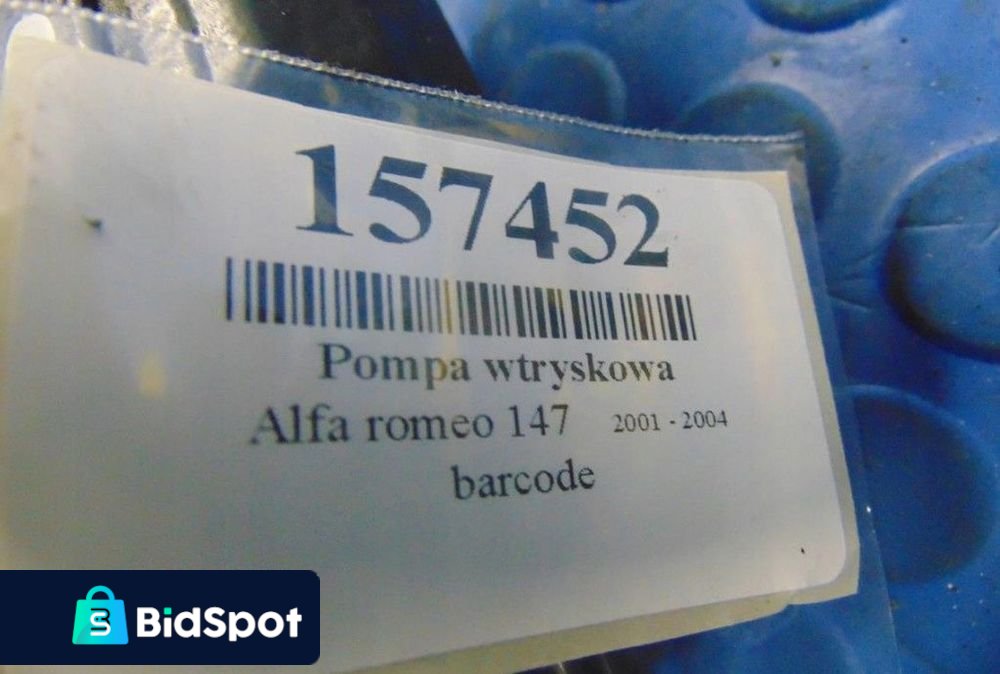 157452
Pompa wtryskowa
Alfa romeo 147 2001 - 2004
barcode
BidSpot